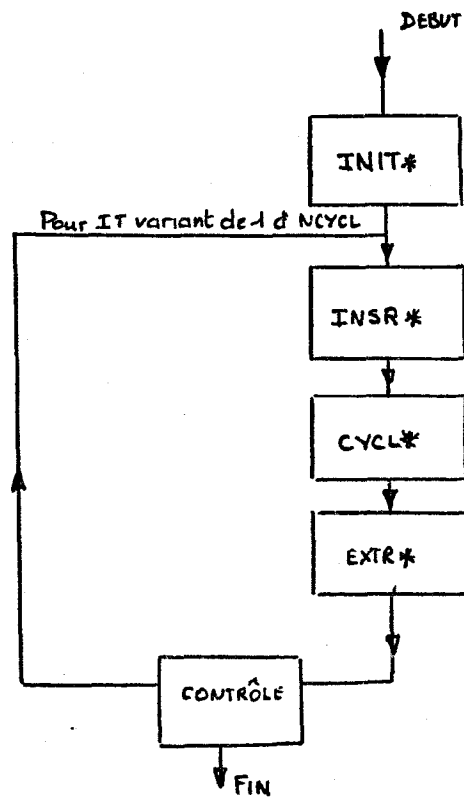 DEBUT
INIT*
Pour IT variant de 1 à NCYCL
INSR*
CYCL*
EXTR*
CONTRÔLE
FIN